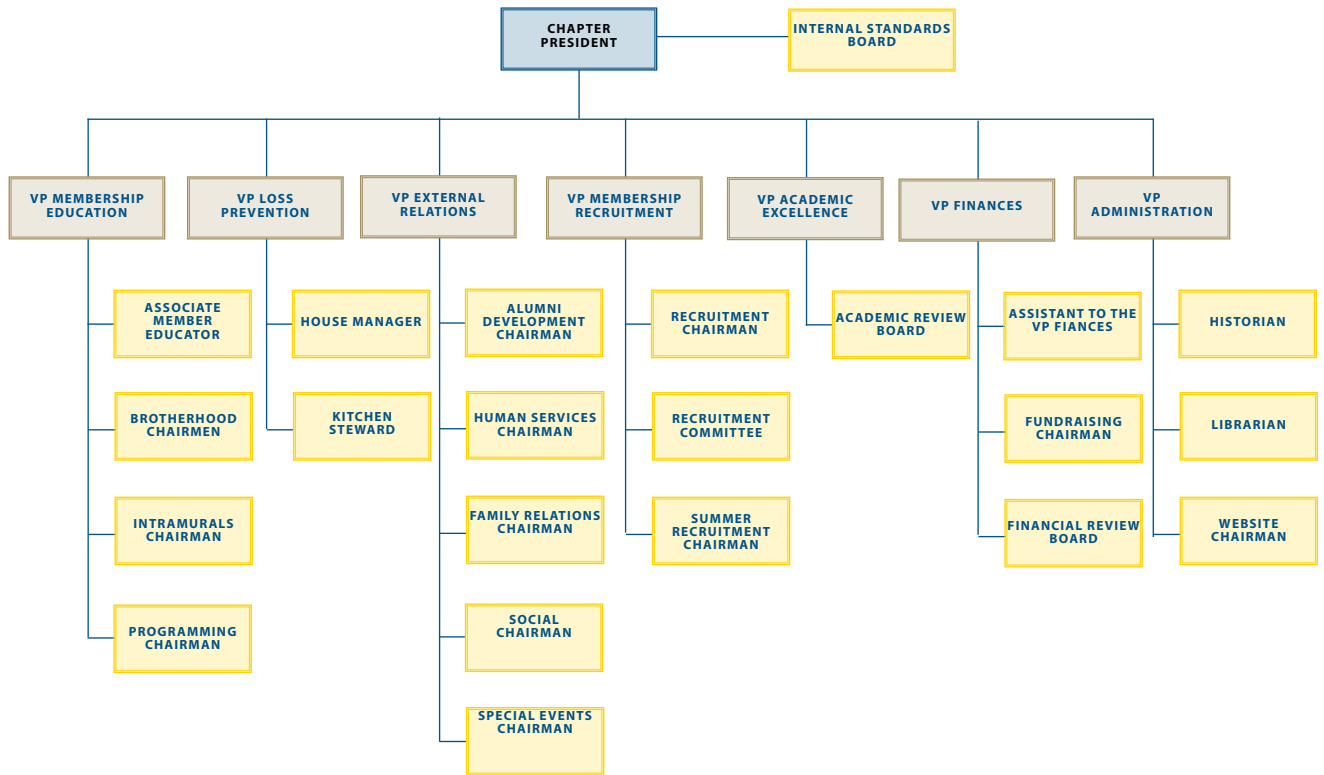 CHAPTER
PRESIDENT
INTERNAL STANDARDS
BOARD
VP MEMBERSHIP
EDUCATION
VP LOSS
PREVENTION
VP EXTERNAL
RELATIONS
VP MEMBERSHIP
RECRUITMENT
VP ACADEMIC
EXCELLENCE
VP FINANCES
VP
ADMINISTRATION
ASSOCIATE
MEMBER
EDUCATOR
HOUSE MANAGER
ALUMNI
DEVELOPMENT
CHAIRMAN
RECRUITMENT
CHAIRMAN
ACADEMIC REVIEW
BOARD
ASSISTANT TO THE
VP FIANCES
HISTORIAN
BROTHERHOOD
CHAIRMEN
KITCHEN
STEWARD
HUMAN SERVICES
CHAIRMAN
RECRUITMENT
COMMITTEE
FUNDRAISING
CHAIRMAN
LIBRARIAN
INTRAMURALS
CHAIRMAN
FAMILY RELATIONS
CHAIRMAN
SUMMER
RECRUITMENT
CHAIRMAN
FINANCIAL REVIEW
BOARD
WEBSITE
CHAIRMAN
PROGRAMMING
CHAIRMAN
SOCIAL
CHAIRMAN
SPECIAL EVENTS
CHAIRMAN